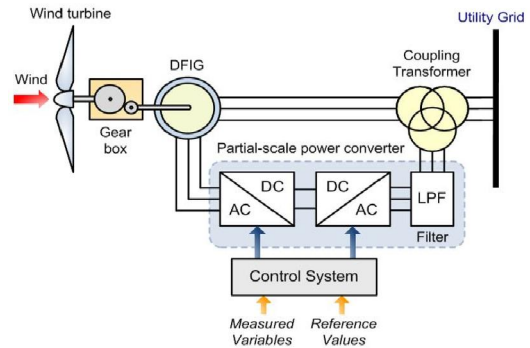 Wind turbine
Utility Grid
DFIG
Coupling
Transformer
Wind
Gear
box
Partial-scale power converter
DC
DC
LPF
AC
AC
Filter
Control System
Measured
Variables
Reference
Values